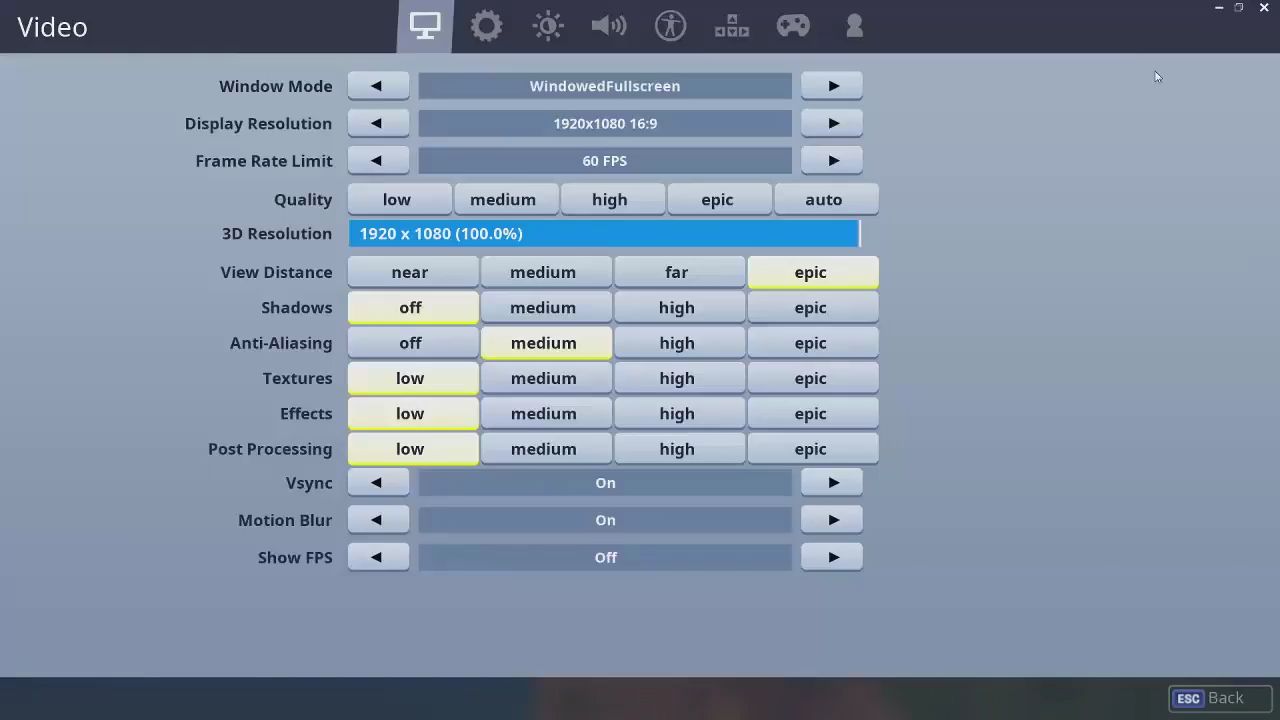 Video
Window Mode WindowedFullscreen
Display Resolution 1920x1080 16:9
Frame Rate Limit 60 FPS
Quality low medium high epic auto
3D Resolution 1920 x 1080 (100.0%)
View Distance near medium far epic
Shadows off medium high epic
Anti-Aliasing off medium high epic
Textures low medium high epic
Effects low medium high epic
Post Processing low medium high epic
Vsync On
Motion Blur On
Show FPS Off
ESC Back